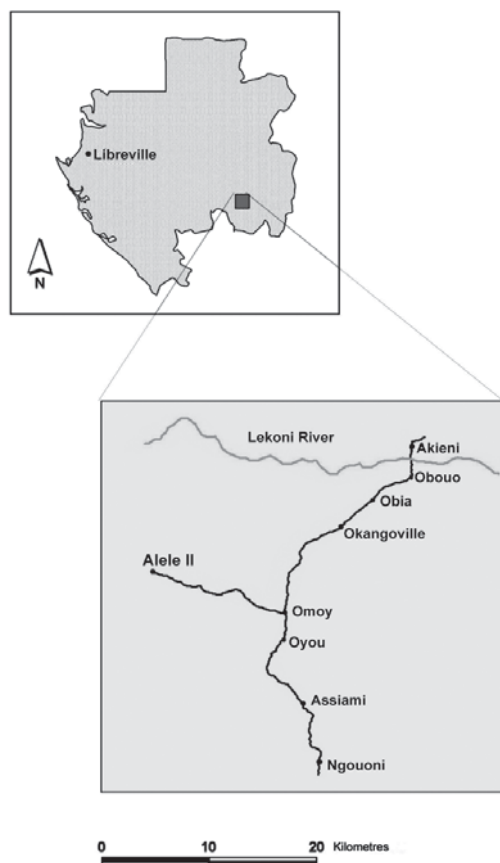 Libreville
N
Lekoni River
Akieni
Obouo
Obia
Okangoville
Alele II
Omoy
Oyou
Assiami
Ngouoni
0 10 20 Kilometres